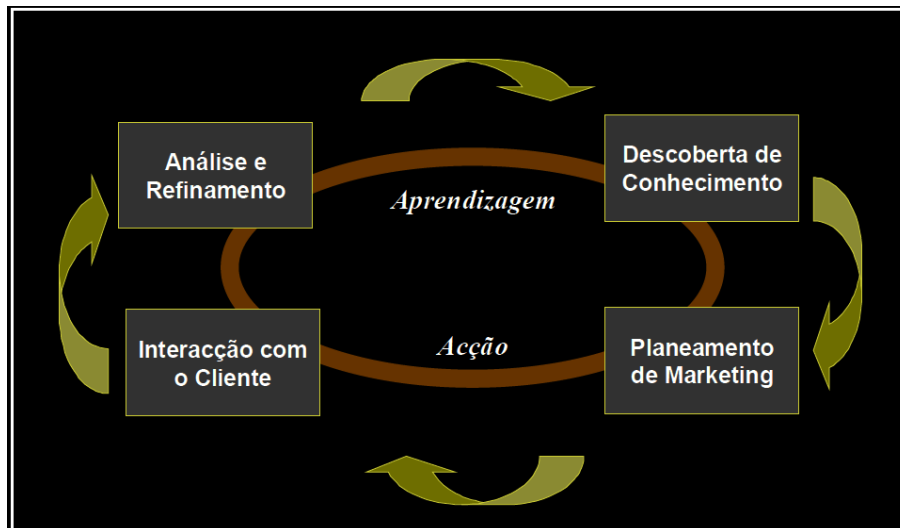 Análise e
Refinamento
Descoberta de
Conhecimento
Aprendizagem
Interacção com
o Cliente
Acção
Planeamento
de Marketing